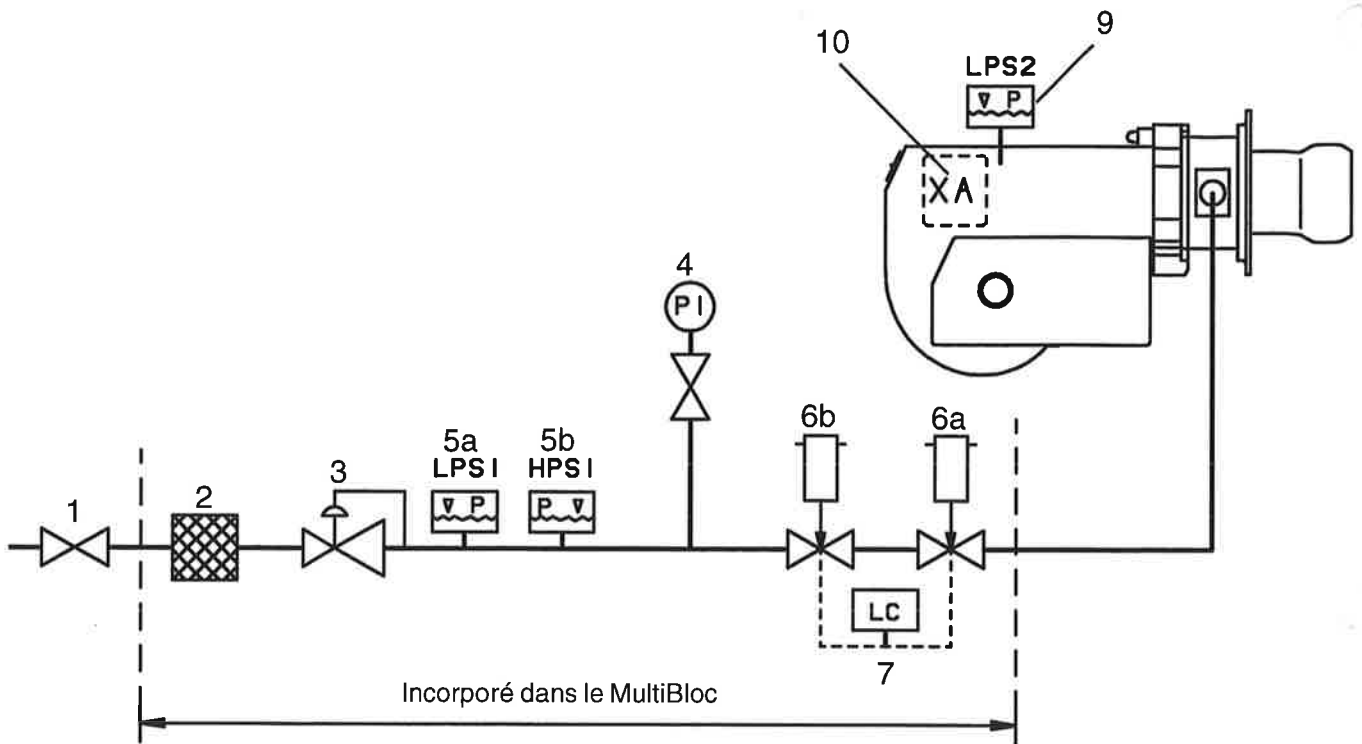 9
10
LPS2
▽ P
X A
4
PI
6b
6a
5a
LPS1
5b
HPS1
3
▽ P
P ▽
2
1
LC
7
Incorporé dans le MultiBloc